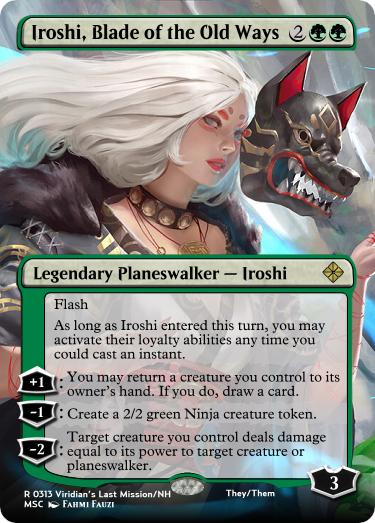 Iroshi, Blade of the Old Ways 2
Legendary Planeswalker — Iroshi
Flash
As long as Iroshi entered this turn, you may
activate their loyalty abilities any time you
could cast an instant.
+1 : You may return a creature you control to its
owner's hand. If you do, draw a card.
-1 : Create a 2/2 green Ninja creature token.
-2 : Target creature you control deals damage
equal to its power to target creature or
planeswalker.
3
R 0313 Viridian's Last Mission/NH They/Them
MSC Fahmi Fauzi